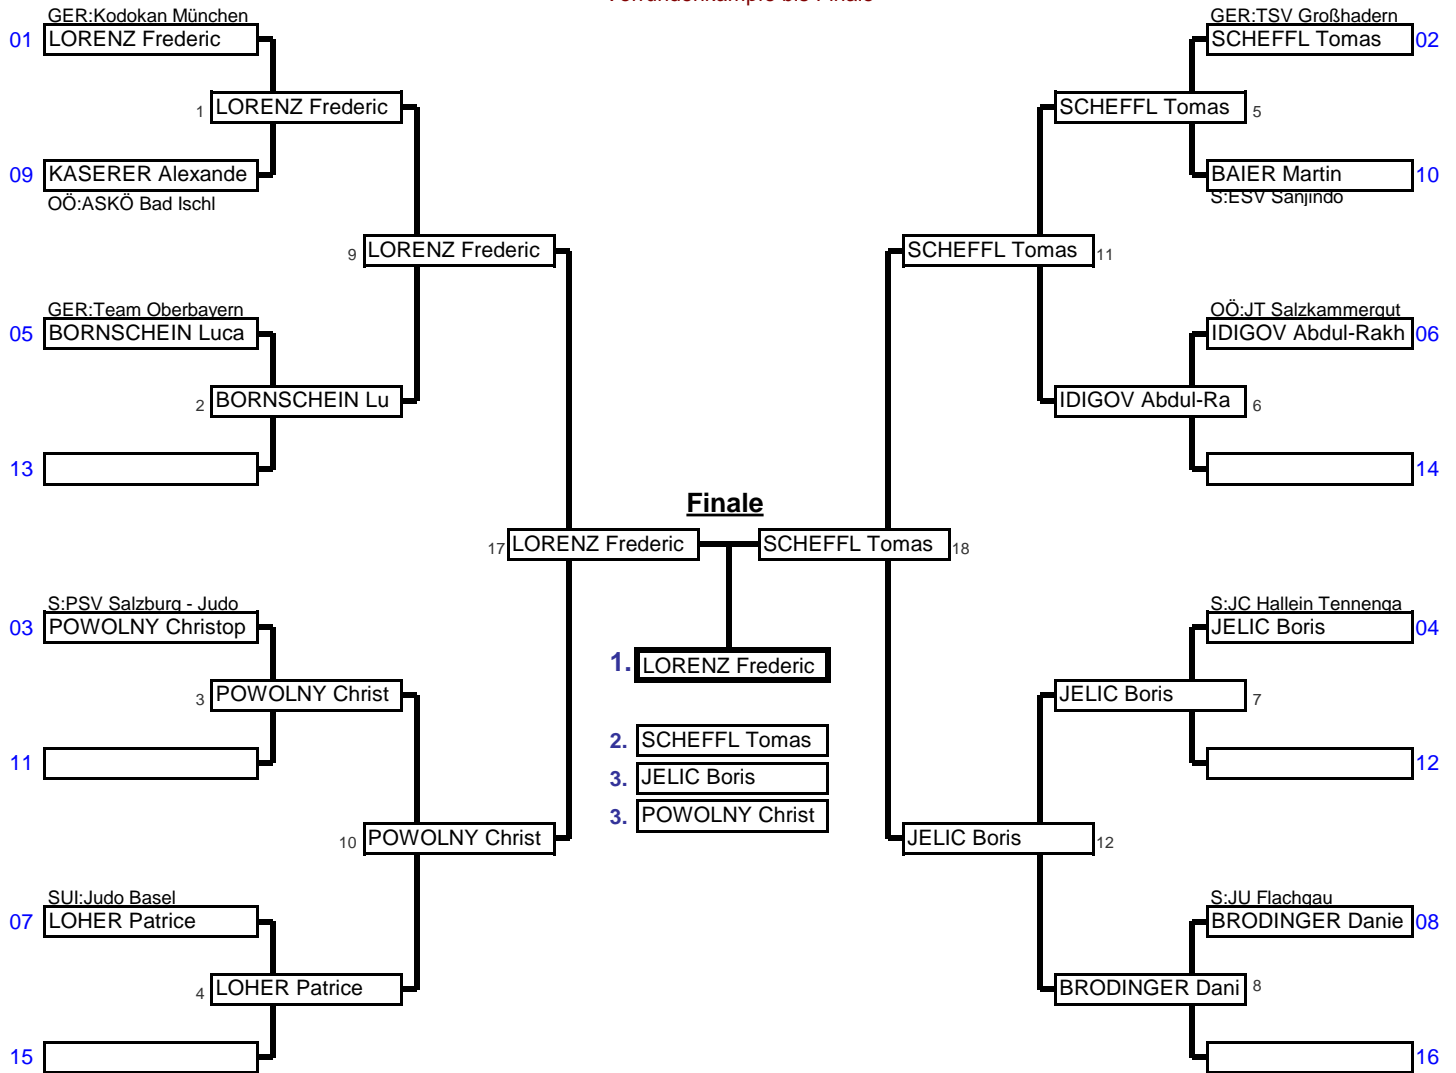 Vorrundenkämpfe bis Finale
GER:Kodokan München
01 LORENZ Frederic
1 LORENZ Frederic
09 KASERER Alexande
OÖ:ASKÖ Bad Ischl
9 LORENZ Frederic
GER:Team Oberbayern
05 BORNSCHEIN Luca
2 BORNSCHEIN Lu
13
17 LORENZ Frederic
S:PSV Salzburg - Judo
03 POWOLNY Christop
3 POWOLNY Christ
11
10 POWOLNY Christ
SUI:Judo Basel
07 LOHER Patrice
4 LOHER Patrice
15
Finale
1. LORENZ Frederic
2. SCHEFFL Tomas
3. JELIC Boris
3. POWOLNY Christ
GER:TSV Großhadern
SCHEFFL Tomas 02
SCHEFFL Tomas 5
BAIER Martin 10
S:ESV Sanjindo
SCHEFFL Tomas 11
OÖ:JT Salzkammergut
IDIGOV Abdul-Rakh 06
IDIGOV Abdul-Ra 6
14
SCHEFFL Tomas 18
S:JC Hallein Tennenga
JELIC Boris 04
JELIC Boris 7
12
JELIC Boris 12
S:JU Flachgau
BRODINGER Danie 08
BRODINGER Dani 8
16